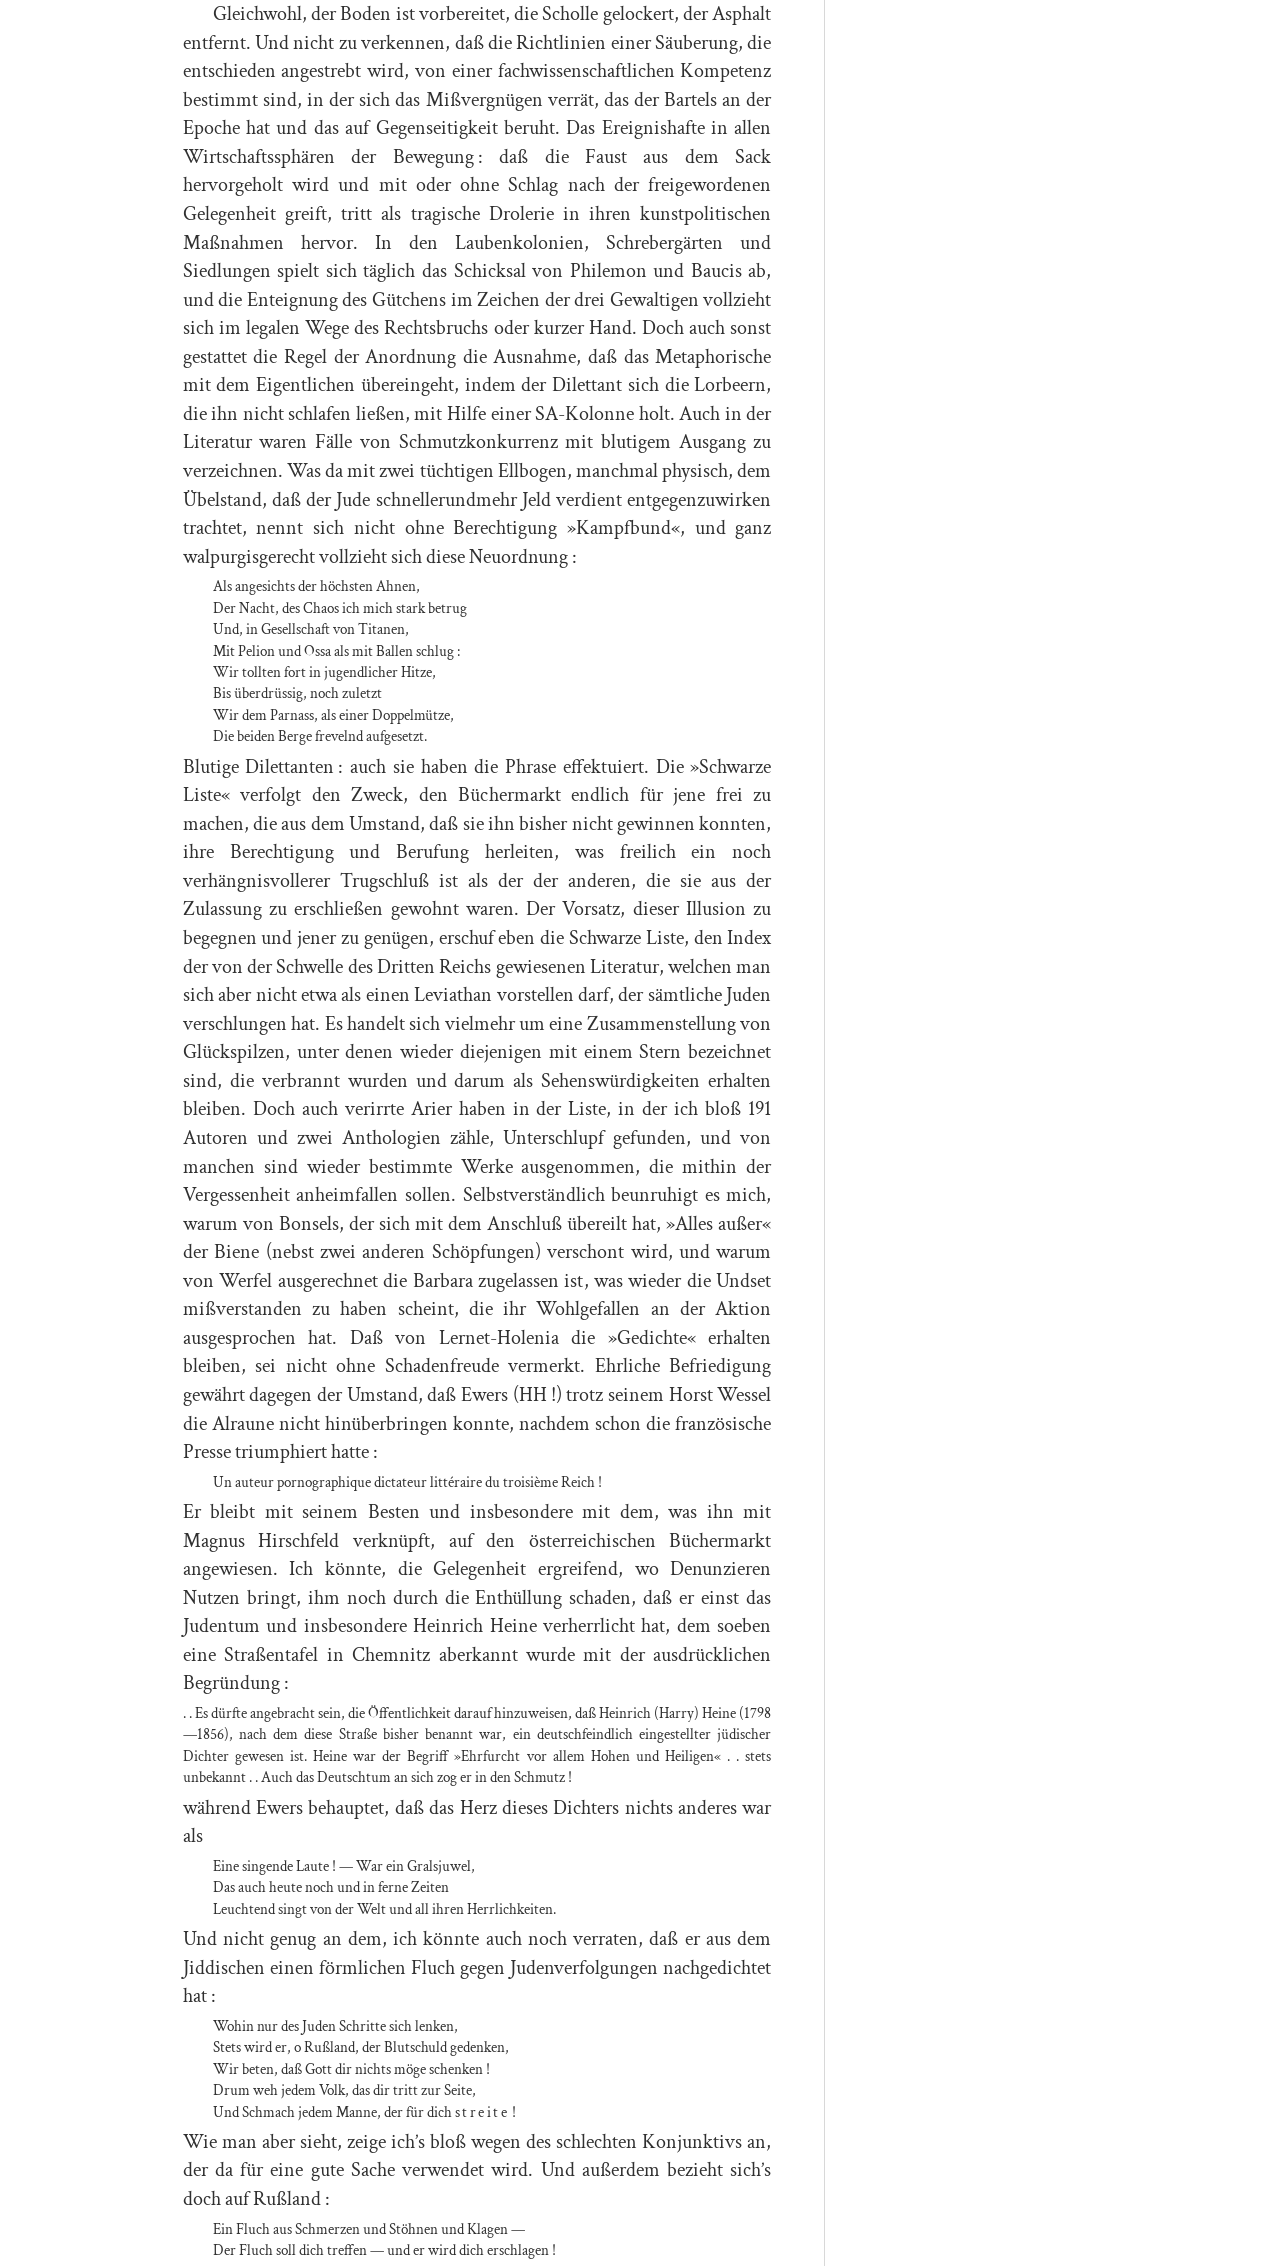 Gleichwohl, der Boden ist vorbereitet, die Scholle gelockert, der Asphalt
entfernt. Und nicht zu verkennen, daß die Richtlinien einer Säuberung, die
entschieden angestrebt wird, von einer fachwissenschaftlichen Kompetenz
bestimmt sind, in der sich das Mißvergnügen verrät, das der Bartels an der
Epoche hat und das auf Gegenseitigkeit beruht. Das Ereignishafte in allen
Wirtschaftssphären der Bewegung : daß die Faust aus dem Sack
hervorgeholt wird und mit oder ohne Schlag nach der freigewordenen
Gelegenheit greift, tritt als tragische Drolerie in ihren kunstpolitischen
Maßnahmen hervor. In den Laubenkolonien, Schrebergärten und
Siedlungen spielt sich täglich das Schicksal von Philemon und Baucis ab,
und die Enteignung des Gütchens im Zeichen der drei Gewaltigen vollzieht
sich im legalen Wege des Rechtsbruchs oder kurzer Hand. Doch auch sonst
gestattet die Regel der Anordnung die Ausnahme, daß das Metaphorische
mit dem Eigentlichen übereingeht, indem der Dilettant sich die Lorbeern,
die ihn nicht schlafen ließen, mit Hilfe einer SA-Kolonne holt. Auch in der
Literatur waren Fälle von Schmutzkonkurrenz mit blutigem Ausgang zu
verzeichnen. Was da mit zwei tüchtigen Ellbogen, manchmal physisch, dem
Übelstand, daß der Jude schnellerundmehr Jeld verdient entgegenzuwirken
trachtet, nennt sich nicht ohne Berechtigung »Kampfbund«, und ganz
walpurgisgerecht vollzieht sich diese Neuordnung :
Als angesichts der höchsten Ahnen,
Der Nacht, des Chaos ich mich stark betrug
Und, in Gesellschaft von Titanen,
Mit Pelion und Ossa als mit Ballen schlug :
Wir tollten fort in jugendlicher Hitze,
Bis überdrüssig, noch zuletzt
Wir dem Parnass, als einer Doppelmütze,
Die beiden Berge frevelnd aufgesetzt.
Blutige Dilettanten : auch sie haben die Phrase effektuiert. Die »Schwarze
Liste« verfolgt den Zweck, den Büchermarkt endlich für jene frei zu
machen, die aus dem Umstand, daß sie ihn bisher nicht gewinnen konnten,
ihre Berechtigung und Berufung herleiten, was freilich ein noch
verhängnisvollerer Trugschluß ist als der der anderen, die sie aus der
Zulassung zu erschließen gewohnt waren. Der Vorsatz, dieser Illusion zu
begegnen und jener zu genügen, erschuf eben die Schwarze Liste, den Index
der von der Schwelle des Dritten Reichs gewiesenen Literatur, welchen man
sich aber nicht etwa als einen Leviathan vorstellen darf, der sämtliche Juden
verschlungen hat. Es handelt sich vielmehr um eine Zusammenstellung von
Glückspilzen, unter denen wieder diejenigen mit einem Stern bezeichnet
sind, die verbrannt wurden und darum als Sehenswürdigkeiten erhalten
bleiben. Doch auch verirrte Arier haben in der Liste, in der ich bloß 191
Autoren und zwei Anthologien zähle, Unterschlupf gefunden, und von
manchen sind wieder bestimmte Werke ausgenommen, die mithin der
Vergessenheit anheimfallen sollen. Selbstverständlich beunruhigt es mich,
warum von Bonsels, der sich mit dem Anschluß übereilt hat, »Alles außer«
der Biene (nebst zwei anderen Schöpfungen) verschont wird, und warum
von Werfel ausgerechnet die Barbara zugelassen ist, was wieder die Undset
mißverstanden zu haben scheint, die ihr Wohlgefallen an der Aktion
ausgesprochen hat. Daß von Lernet-Holenia die »Gedichte« erhalten
bleiben, sei nicht ohne Schadenfreude vermerkt. Ehrliche Befriedigung
gewährt dagegen der Umstand, daß Ewers (HH !) trotz seinem Horst Wessel
die Alraune nicht hinüberbringen konnte, nachdem schon die französische
Presse triumphiert hatte :
Un auteur pornographique dictateur littéraire du troisième Reich !
Er bleibt mit seinem Besten und insbesondere mit dem, was ihn mit
Magnus Hirschfeld verknüpft, auf den österreichischen Büchermarkt
angewiesen. Ich könnte, die Gelegenheit ergreifend, wo Denunzieren
Nutzen bringt, ihm noch durch die Enthüllung schaden, daß er einst das
Judentum und insbesondere Heinrich Heine verherrlicht hat, dem soeben
eine Straßentafel in Chemnitz aberkannt wurde mit der ausdrücklichen
Begründung :
. . Es dürfte angebracht sein, die Öffentlichkeit darauf hinzuweisen, daß Heinrich (Harry) Heine (1798
—1856), nach dem diese Straße bisher benannt war, ein deutschfeindlich eingestellter jüdischer
Dichter gewesen ist. Heine war der Begriff »Ehrfurcht vor allem Hohen und Heiligen« . . stets
unbekannt . . Auch das Deutschtum an sich zog er in den Schmutz !
während Ewers behauptet, daß das Herz dieses Dichters nichts anderes war
als
Eine singende Laute ! — War ein Gralsjuwel,
Das auch heute noch und in ferne Zeiten
Leuchtend singt von der Welt und all ihren Herrlichkeiten.
Und nicht genug an dem, ich könnte auch noch verraten, daß er aus dem
Jiddischen einen förmlichen Fluch gegen Judenverfolgungen nachgedichtet
hat :
Wohin nur des Juden Schritte sich lenken,
Stets wird er, o Rußland, der Blutschuld gedenken,
Wir beten, daß Gott dir nichts möge schenken !
Drum weh jedem Volk, das dir tritt zur Seite,
Und Schmach jedem Manne, der für dich streite !
Wie man aber sieht, zeige ich’s bloß wegen des schlechten Konjunktivs an,
der da für eine gute Sache verwendet wird. Und außerdem bezieht sich’s
doch auf Rußland :
Ein Fluch aus Schmerzen und Stöhnen und Klagen —
Der Fluch soll dich treffen — und er wird dich erschlagen !